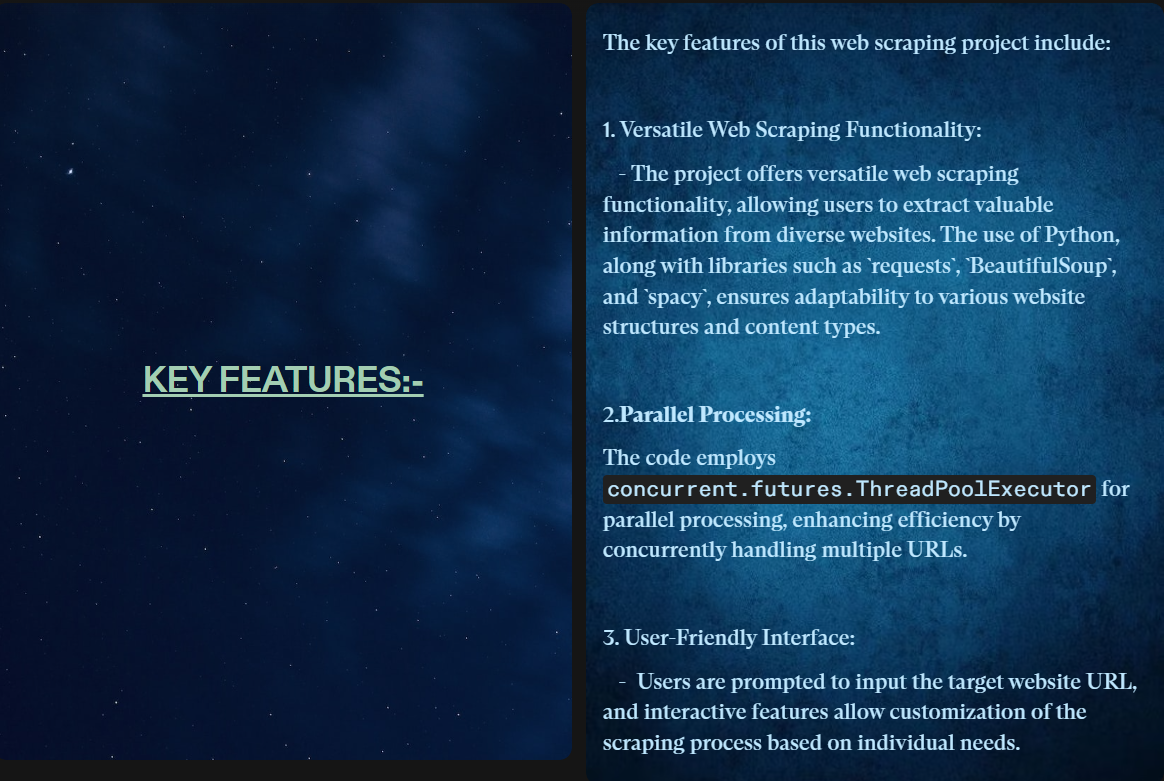 KEY FEATURES:-
The key features of this web scraping project include:
1. Versatile Web Scraping Functionality:
- The project offers versatile web scraping
functionality, allowing users to extract valuable
information from diverse websites. The use of Python,
along with libraries such as `requests`, `BeautifulSoup`,
and `spacy`, ensures adaptability to various website
structures and content types.
2.Parallel Processing:
The code employs
concurrent.futures.ThreadPoolExecutor for
parallel processing, enhancing efficiency by
concurrently handling multiple URLs.
3. User-Friendly Interface:
- Users are prompted to input the target website URL,
and interactive features allow customization of the
scraping process based on individual needs.